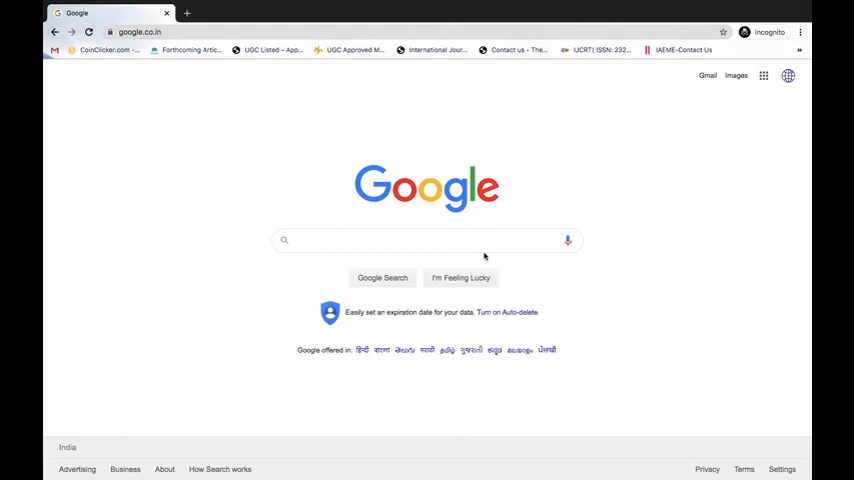 Google
google.co.in
Incognito
CoinClicker.com -...
Forthcoming Artic...
UGC Listed – App...
UGC Approved M...
International Jour...
Contact us - The...
IJCRT( ISSN: 232...
IAEME-Contact Us
»
Gmail Images
Google
Google Search I'm Feeling Lucky
Easily set an expiration date for your data. Turn on Auto-delete
Google offered in: हिन्दी বাংলা తెలుగు मराठी தமிழ் ગુજરાતી ಕನ್ನಡ മലയാളം ਪੰਜਾਬੀ
India
Advertising Business About How Search works Privacy Terms Settings